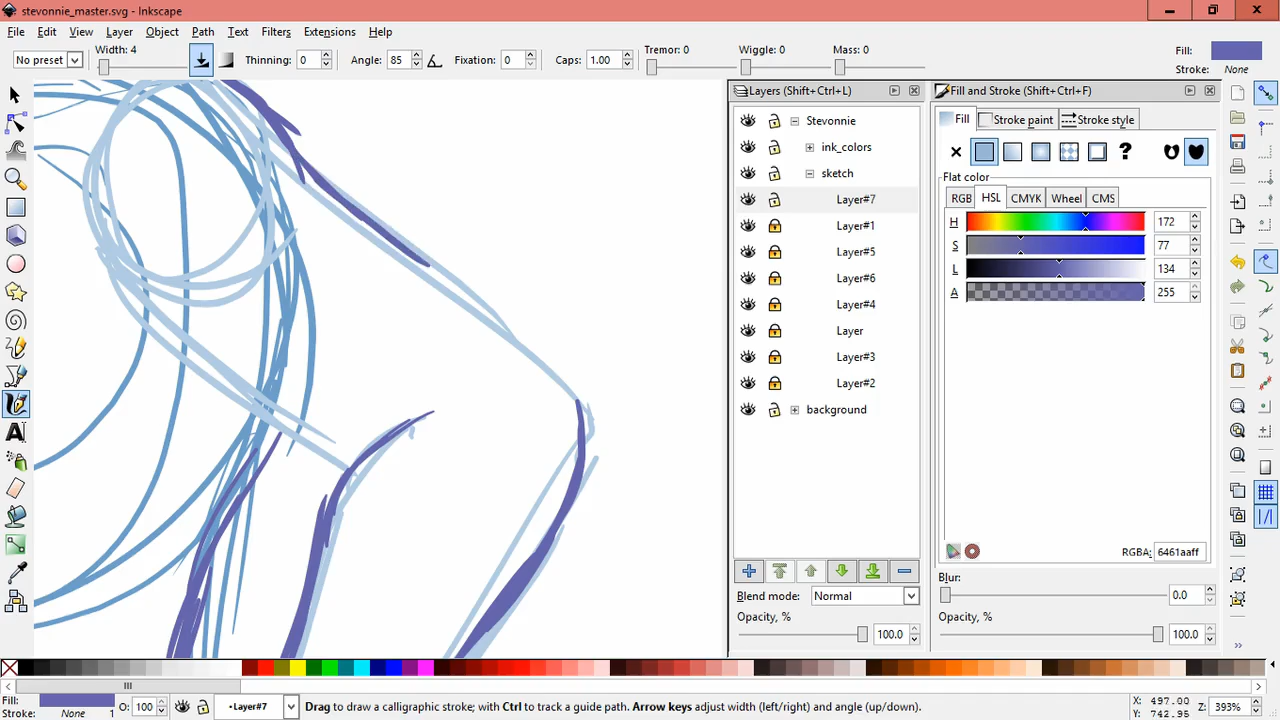 stevonnie_master.svg - Inkscape
File Edit View Layer Object Path Filters Text Extensions Help
No preset
Width: 4
Thinning: 0
Angle: 85
Fixation: 0
Caps: 1.00
Tremor: 0
Wiggle: 0
Mass: 0
Fill:
Stroke: None
Layers (Shift+Ctrl+L)
Stevonnie
ink_colors
sketch
Layer#7
Layer#1
Layer#5
Layer#6
Layer#4
Layer
Layer#3
Layer#2
background
Blend mode: Normal
Opacity, %
100.0
Fill and Stroke (Shift+Ctrl+F)
Fill Stroke paint Stroke style
?
Flat color
RGB HSL CMYK Wheel CMS
H 172
S 77
L 134
A 255
RGBA: 6461aaff
Blur:
0.0
Opacity, %
100.0
Fill:
Stroke: None 1
O: 100
•Layer#7
Drag to draw a calligraphic stroke; with Ctrl to track a guide path. Arrow keys adjust width (left/right) and angle (up/down).
X: 497.00
Y: 742.95
Z: 393%